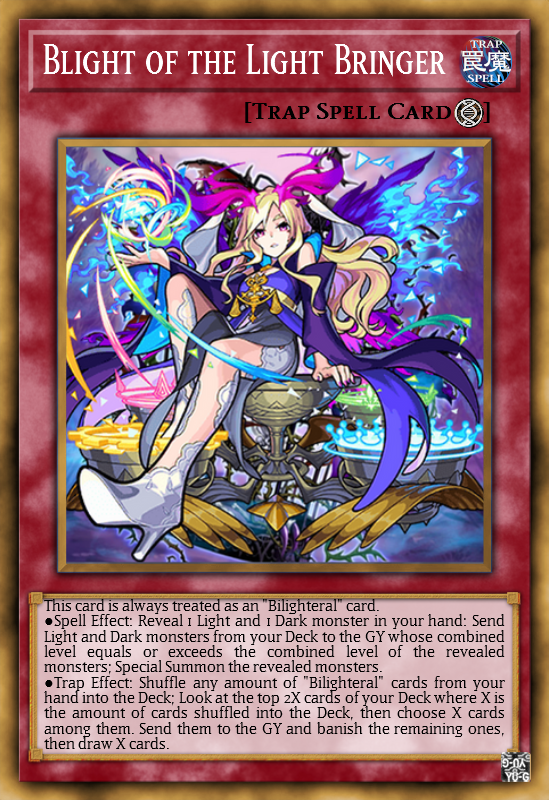 Blight of the Light Bringer
TRAP
罠魔
SPELL
[Trap Spell Card]
This card is always treated as an "Bilighteral" card.
●Spell Effect: Reveal 1 Light and 1 Dark monster in your hand: Send
Light and Dark monsters from your Deck to the GY whose combined
level equals or exceeds the combined level of the revealed
monsters; Special Summon the revealed monsters.
●Trap Effect: Shuffle any amount of "Bilighteral" cards from your
hand into the Deck; Look at the top 2X cards of your Deck where X is
the amount of cards shuffled into the Deck, then choose X cards
among them. Send them to the GY and banish the remaining ones,
then draw X cards.